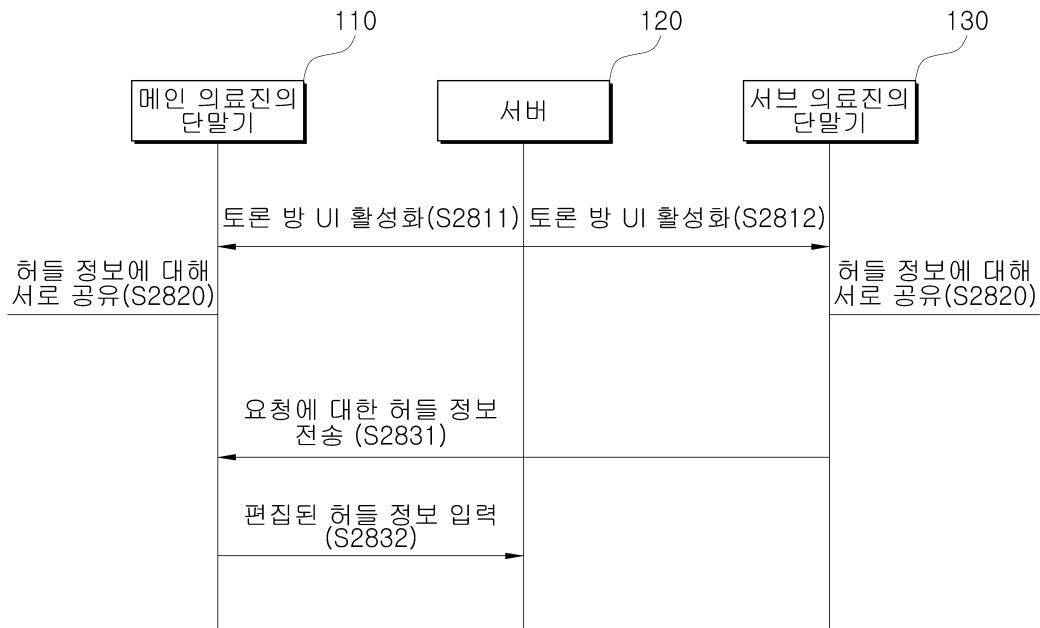 110
120
130
메인 의료진의
단말기
서버
서브 의료진의
단말기
토론 방 UI 활성화(S2811)
토론 방 UI 활성화(S2812)
허들 정보에 대해
서로 공유(S2820)
허들 정보에 대해
서로 공유(S2820)
요청에 대한 허들 정보
전송 (S2831)
편집된 허들 정보 입력
(S2832)